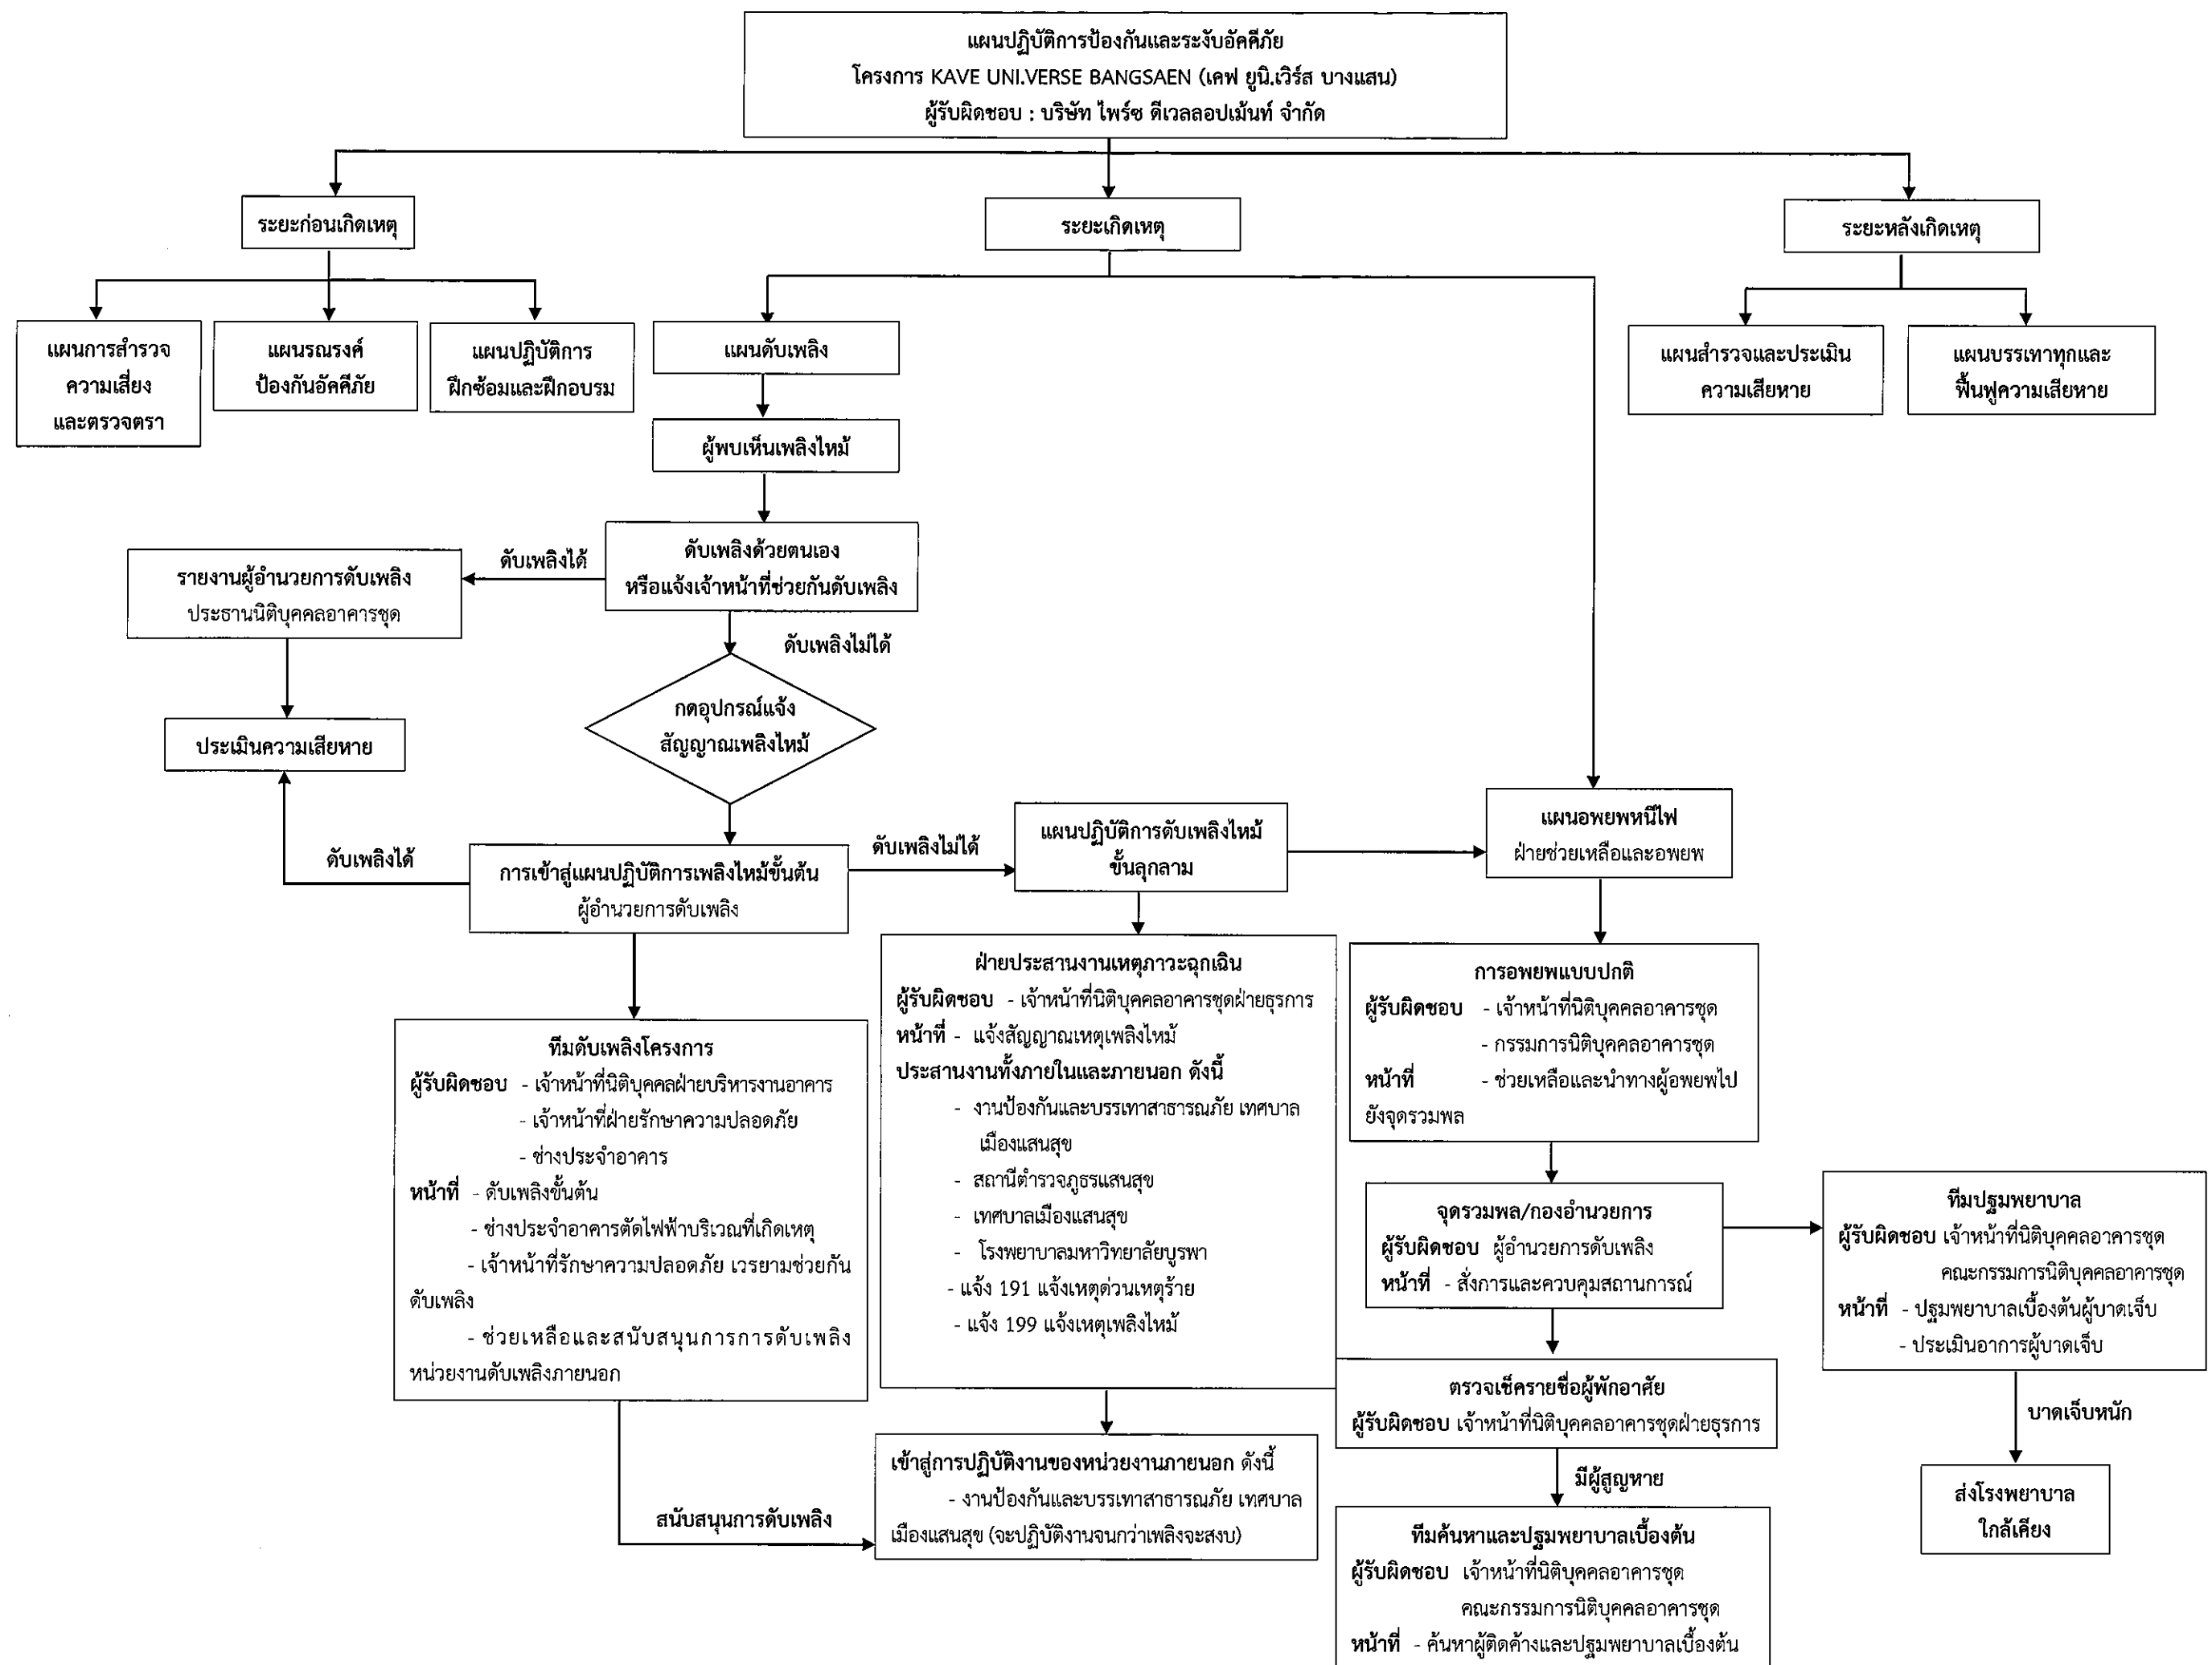 แผนปฏิบัติการป้องกันและระงับอัคคีภัย
โครงการ KAVE UNI.VERSE BANGSAEN (เคฟ ยูนิ.เวิร์ส บางแสน)
ผู้รับผิดชอบ : บริษัท ไพร์ซ ดีเวลลอปเม้นท์ จำกัด
ระยะก่อนเกิดเหตุ
ระยะเกิดเหตุ
ระยะหลังเกิดเหตุ
แผนการสำรวจ
ความเสี่ยง
และตรวจตรา
แผนรณรงค์
ป้องกันอัคคีภัย
แผนปฏิบัติการ
ฝึกซ้อมและฝึกอบรม
แผนดับเพลิง
แผนสำรวจและประเมิน
ความเสียหาย
แผนบรรเทาทุกและ
ฟื้นฟูความเสียหาย
ผู้พบเห็นเพลิงไหม้
ดับเพลิงด้วยตนเอง
หรือแจ้งเจ้าหน้าที่ช่วยกันดับเพลิง
ดับเพลิงได้
รายงานผู้อำนวยการดับเพลิง
ประธานนิติบุคคลอาคารชุด
ดับเพลิงไม่ได้
กดอุปกรณ์แจ้ง
สัญญาณเพลิงไหม้
ประเมินความเสียหาย
ดับเพลิงได้
การเข้าสู่แผนปฏิบัติการเพลิงไหม้ขั้นต้น
ผู้อำนวยการดับเพลิง
ดับเพลิงไม่ได้
แผนปฏิบัติการดับเพลิงไหม้
ขั้นลุกลาม
แผนอพยพหนีไฟ
ฝ่ายช่วยเหลือและอพยพ
ทีมดับเพลิงโครงการ
ผู้รับผิดชอบ - เจ้าหน้าที่นิติบุคคลฝ่ายบริหารงานอาคาร
- เจ้าหน้าที่ฝ่ายรักษาความปลอดภัย
- ช่างประจำอาคาร
หน้าที่ - ดับเพลิงขั้นต้น
- ช่างประจำอาคารตัดไฟฟ้าบริเวณที่เกิดเหตุ
- เจ้าหน้าที่รักษาความปลอดภัย เวรยามช่วยกัน
ดับเพลิง
- ช่วยเหลือและสนับสนุนการการดับเพลิง
หน่วยงานดับเพลิงภายนอก
ฝ่ายประสานงานเหตุภาวะฉุกเฉิน
ผู้รับผิดชอบ - เจ้าหน้าที่นิติบุคคลอาคารชุดฝ่ายธุรการ
หน้าที่ - แจ้งสัญญาณเหตุเพลิงไหม้
ประสานงานทั้งภายในและภายนอก ดังนี้
- งานป้องกันและบรรเทาสาธารณภัย เทศบาล
เมืองแสนสุข
- สถานีตำรวจภูธรแสนสุข
- เทศบาลเมืองแสนสุข
- โรงพยาบาลมหาวิทยาลัยบูรพา
- แจ้ง 191 แจ้งเหตุด่วนเหตุร้าย
- แจ้ง 199 แจ้งเหตุเพลิงไหม้
การอพยพแบบปกติ
ผู้รับผิดชอบ - เจ้าหน้าที่นิติบุคคลอาคารชุด
- กรรมการนิติบุคคลอาคารชุด
หน้าที่ - ช่วยเหลือและนำทางผู้อพยพไป
ยังจุดรวมพล
จุดรวมพล/กองอำนวยการ
ผู้รับผิดชอบ ผู้อำนวยการดับเพลิง
หน้าที่ - สั่งการและควบคุมสถานการณ์
ทีมปฐมพยาบาล
ผู้รับผิดชอบ เจ้าหน้าที่นิติบุคคลอาคารชุด
คณะกรรมการนิติบุคคลอาคารชุด
หน้าที่ - ปฐมพยาบาลเบื้องต้นผู้บาดเจ็บ
- ประเมินอาการผู้บาดเจ็บ
ตรวจเช็ครายชื่อผู้พักอาศัย
ผู้รับผิดชอบ เจ้าหน้าที่นิติบุคคลอาคารชุดฝ่ายธุรการ
บาดเจ็บหนัก
ส่งโรงพยาบาล
ใกล้เคียง
สนับสนุนการดับเพลิง
เข้าสู่การปฏิบัติงานของหน่วยงานภายนอก ดังนี้
- งานป้องกันและบรรเทาสาธารณภัย เทศบาล
เมืองแสนสุข (จะปฏิบัติงานจนกว่าเพลิงจะสงบ)
มีผู้สูญหาย
ทีมค้นหาและปฐมพยาบาลเบื้องต้น
ผู้รับผิดชอบ เจ้าหน้าที่นิติบุคคลอาคารชุด
คณะกรรมการนิติบุคคลอาคารชุด
หน้าที่ - ค้นหาผู้ติดค้างและปฐมพยาบาลเบื้องต้น